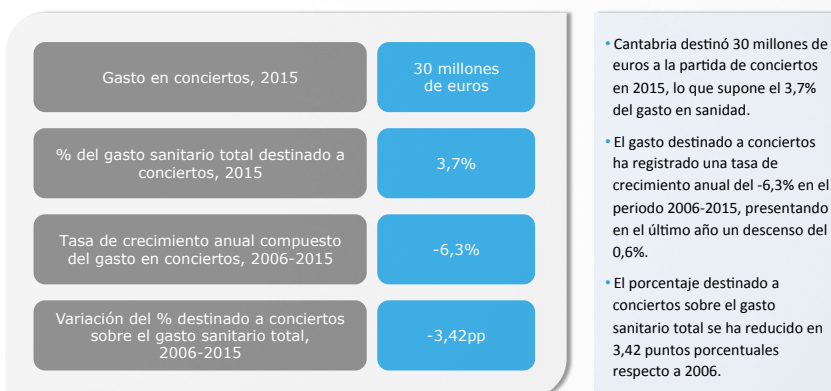 Gasto en conciertos, 2015
30 millones
de euros
% del gasto sanitario total destinado a
conciertos, 2015
3,7%
Tasa de crecimiento anual compuesto
del gasto en conciertos, 2006-2015
-6,3%
Variación del % destinado a conciertos
sobre el gasto sanitario total,
2006-2015
-3,42pp
• Cantabria destinó 30 millones de
euros a la partida de conciertos
en 2015, lo que supone el 3,7%
del gasto en sanidad.
• El gasto destinado a conciertos
ha registrado una tasa de
crecimiento anual del -6,3% en el
periodo 2006-2015, presentando
en el último año un descenso del
0,6%.
• El porcentaje destinado a
conciertos sobre el gasto
sanitario total se ha reducido en
3,42 puntos porcentuales
respecto a 2006.